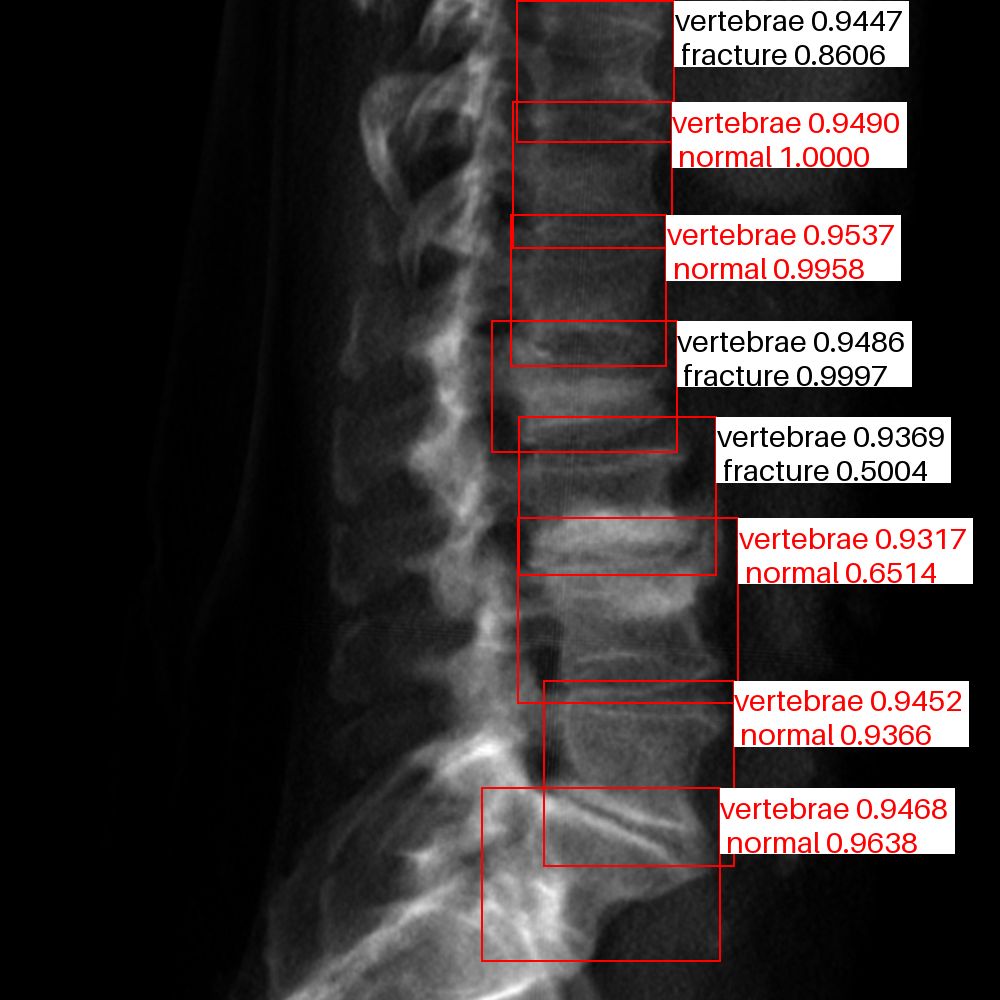 vertebrae 0.9447
fracture 0.8606
vertebrae 0.9490
normal 1.0000
vertebrae 0.9537
normal 0.9958
vertebrae 0.9486
fracture 0.9997
vertebrae 0.9369
fracture 0.5004
vertebrae 0.9317
normal 0.6514
vertebrae 0.9452
normal 0.9366
vertebrae 0.9468
normal 0.9638